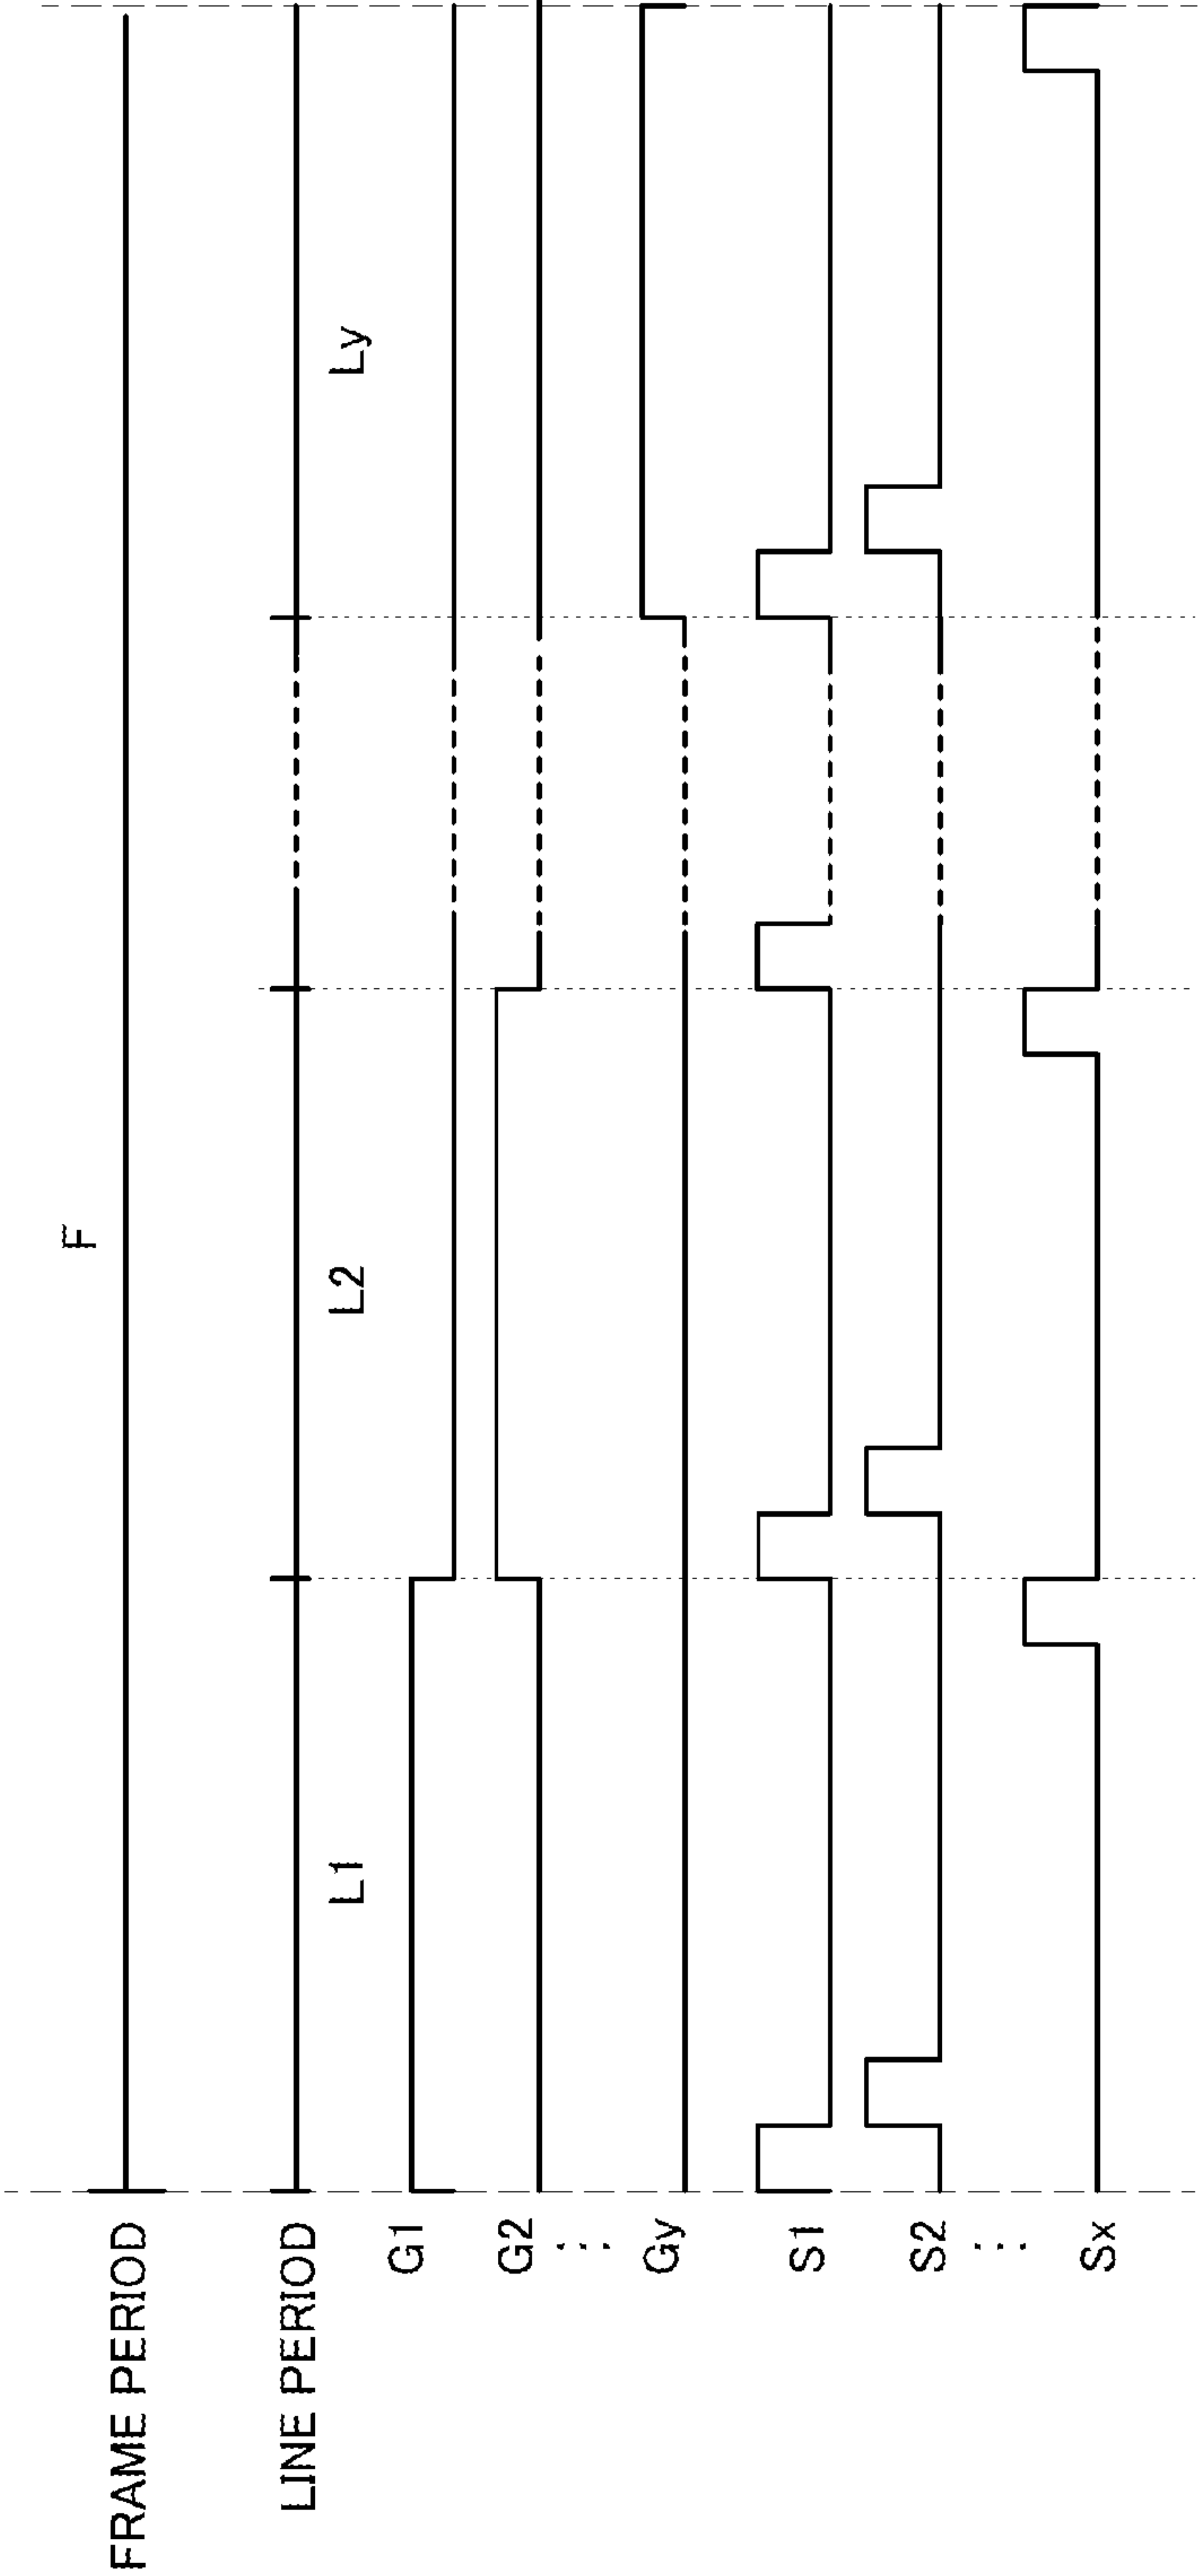 F
FRAME PERIOD
LINE PERIOD
L1 L2 Ly
G1
G2
Gy
S1
S2
Sx